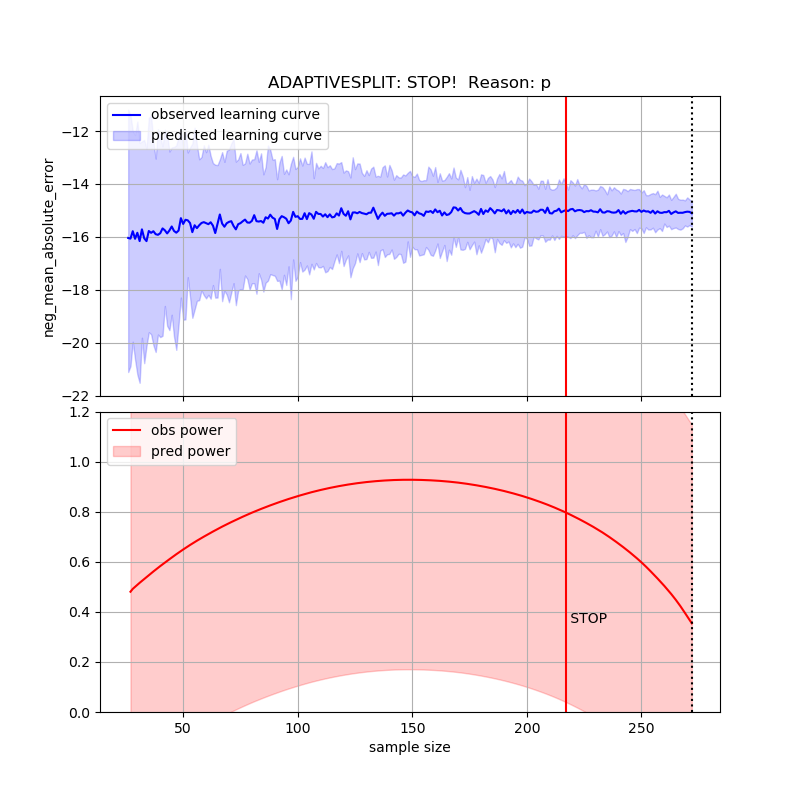 ADAPTIVESPLIT: STOP! Reason: p
observed learning curve
predicted learning curve
neg_mean_absolute_error
−12
−14
−16
−18
−20
−22
obs power
pred power
1.2
1.0
0.8
0.6
0.4
0.2
0.0
STOP
50 100 150 200 250
sample size